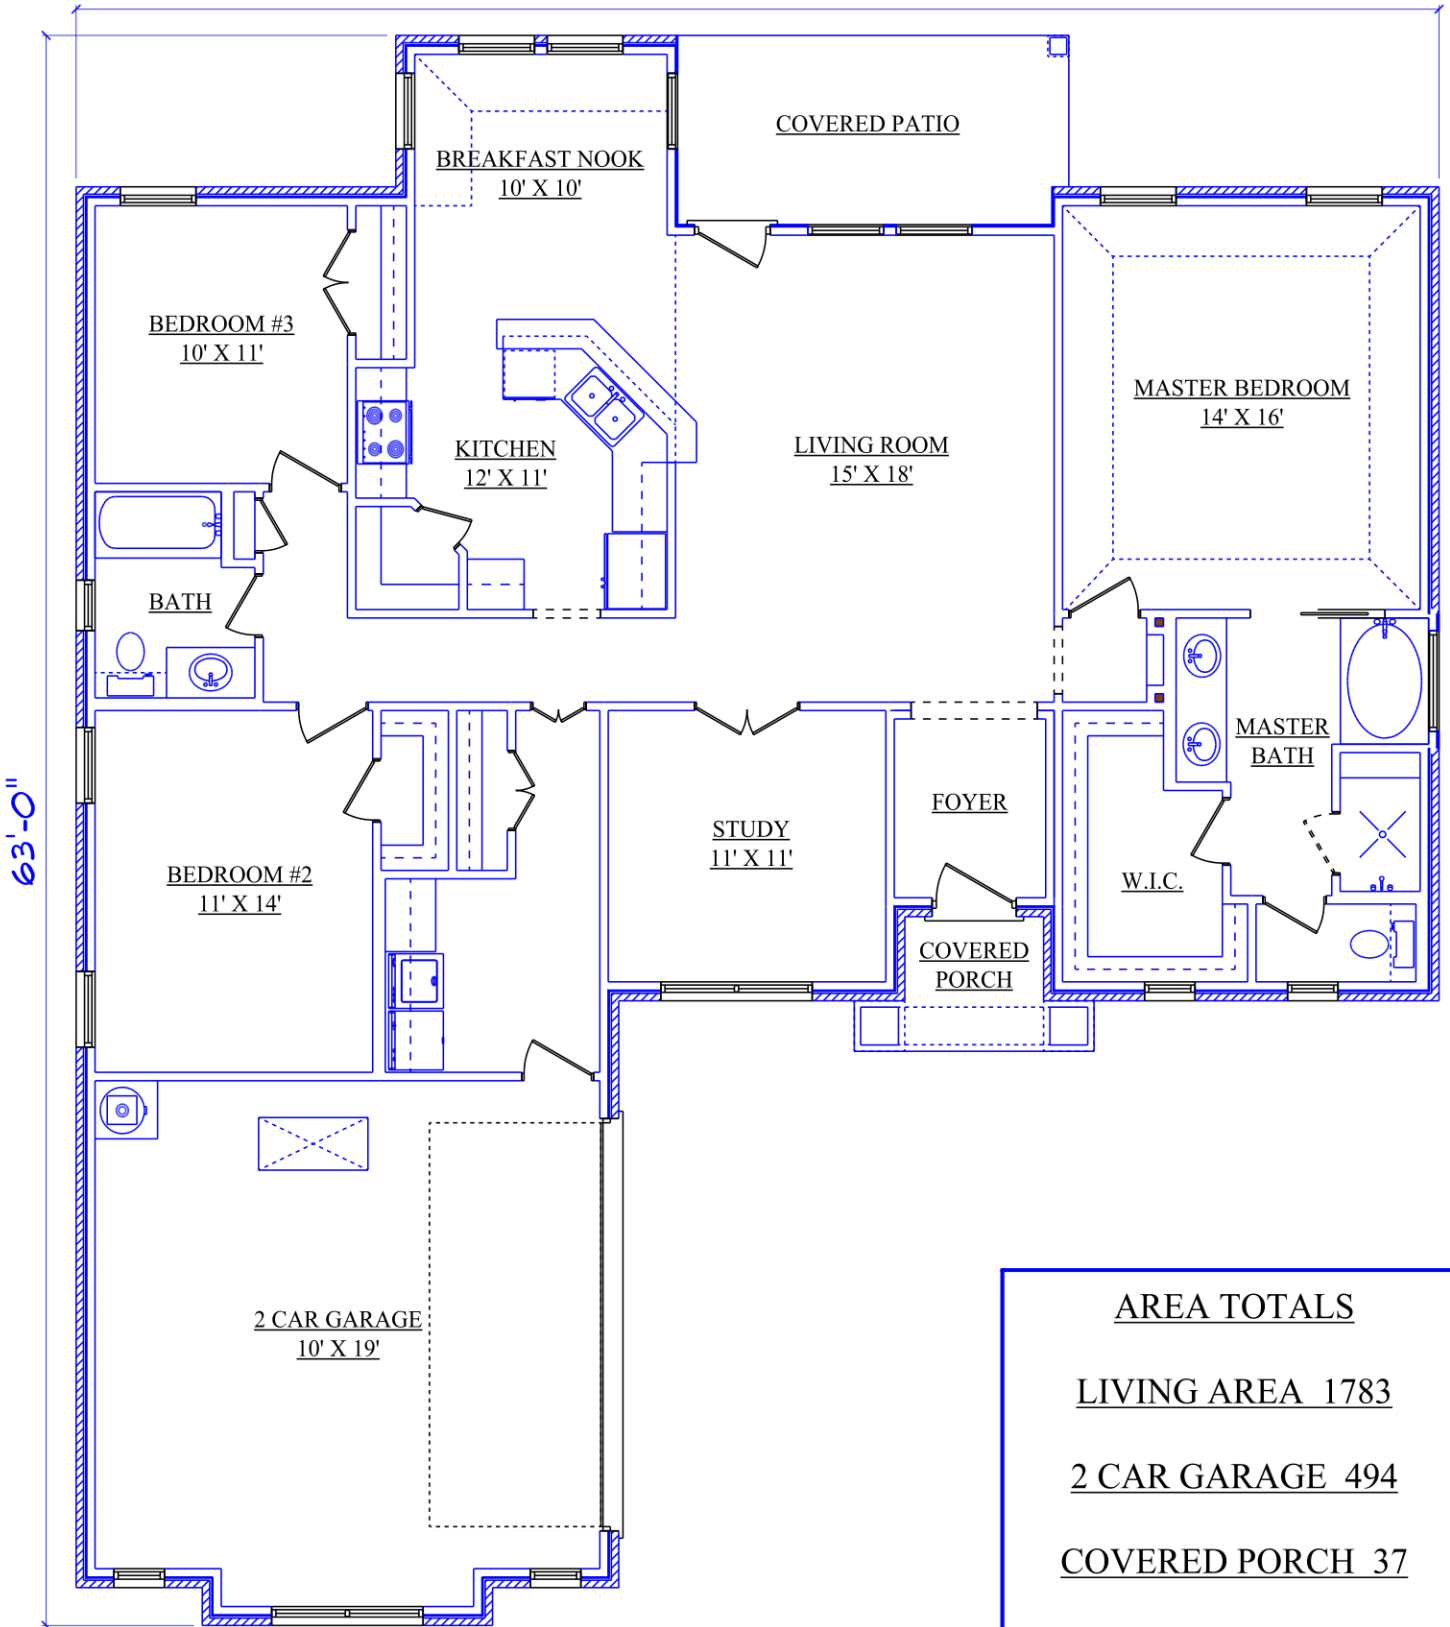 COVERED PATIO
BREAKFAST NOOK
10' X 10'
BEDROOM #3
10' X 11'
MASTER BEDROOM
14' X 16'
KITCHEN
12' X 11'
LIVING ROOM
15' X 18'
BATH
MASTER
BATH
63'-0"
FOYER
STUDY
11' X 11'
BEDROOM #2
11' X 14'
W.I.C.
COVERED
PORCH
2 CAR GARAGE
10' X 19'
AREA TOTALS
LIVING AREA 1783
2 CAR GARAGE 494
COVERED PORCH 37